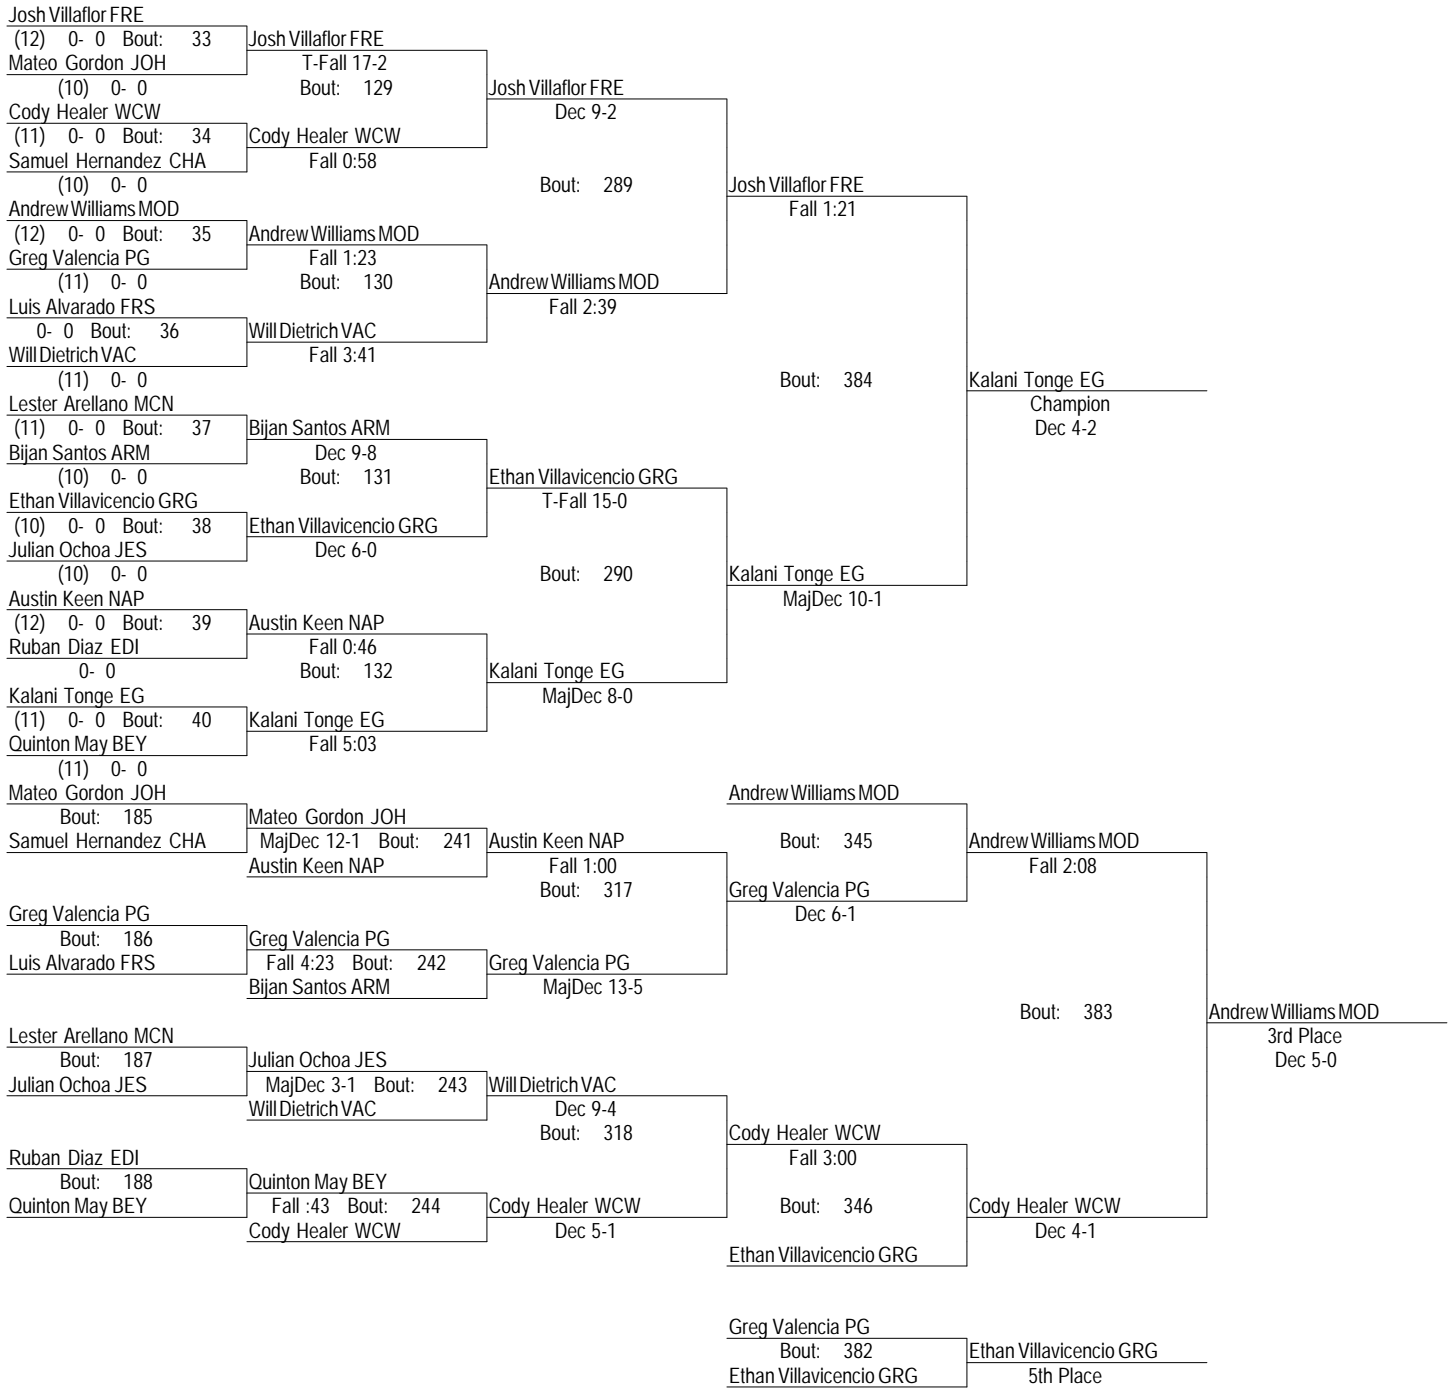 Josh Villaflor FRE
(12) 0- 0 Bout: 33 Josh Villaflor FRE
Mateo Gordon JOH T-Fall 17-2
(10) 0- 0 Bout: 129 Josh Villaflor FRE
Cody Healer WCW Dec 9-2
(11) 0- 0 Bout: 34 Cody Healer WCW
Samuel Hernandez CHA Fall 0:58
(10) 0- 0 Bout: 289 Josh Villaflor FRE
Andrew Williams MOD Fall 1:21
(12) 0- 0 Bout: 35 Andrew Williams MOD
Greg Valencia PG Fall 1:23
(11) 0- 0 Bout: 130 Andrew Williams MOD
Luis Alvarado FRS Fall 2:39
0- 0 Bout: 36 Will Dietrich VAC
Will Dietrich VAC Fall 3:41
(11) 0- 0 Bout: 384 Kalani Tonge EG
Lester Arellano MCN Champion
(11) 0- 0 Bout: 37 Bijan Santos ARM Dec 4-2
Bijan Santos ARM Dec 9-8
(10) 0- 0 Bout: 131 Ethan Villavicencio GRG
Ethan Villavicencio GRG T-Fall 15-0
(10) 0- 0 Bout: 38 Ethan Villavicencio GRG
Julian Ochoa JES Dec 6-0
(10) 0- 0 Bout: 290 Kalani Tonge EG
Austin Keen NAP MajDec 10-1
(12) 0- 0 Bout: 39 Austin Keen NAP
Ruban Diaz EDI Fall 0:46
0- 0 Bout: 132 Kalani Tonge EG
Kalani Tonge EG MajDec 8-0
(11) 0- 0 Bout: 40 Kalani Tonge EG
Quinton May BEY Fall 5:03
(11) 0- 0
Mateo Gordon JOH Andrew Williams MOD
Bout: 185 Mateo Gordon JOH
Samuel Hernandez CHA MajDec 12-1 Bout: 241 Austin Keen NAP Bout: 345 Andrew Williams MOD
Austin Keen NAP Fall 1:00 Fall 2:08
Bout: 317 Greg Valencia PG
Greg Valencia PG Dec 6-1
Bout: 186 Greg Valencia PG
Luis Alvarado FRS Fall 4:23 Bout: 242 Greg Valencia PG
Bijan Santos ARM MajDec 13-5
Bout: 383 Andrew Williams MOD
Lester Arellano MCN 3rd Place
Bout: 187 Julian Ochoa JES Dec 5-0
Julian Ochoa JES MajDec 3-1 Bout: 243 Will Dietrich VAC
Will Dietrich VAC Dec 9-4
Bout: 318 Cody Healer WCW
Ruban Diaz EDI Fall 3:00
Bout: 188 Quinton May BEY
Quinton May BEY Fall :43 Bout: 244 Cody Healer WCW Bout: 346 Cody Healer WCW
Cody Healer WCW Dec 5-1 Dec 4-1
Ethan Villavicencio GRG
Greg Valencia PG
Bout: 382 Ethan Villavicencio GRG
Ethan Villavicencio GRG 5th Place